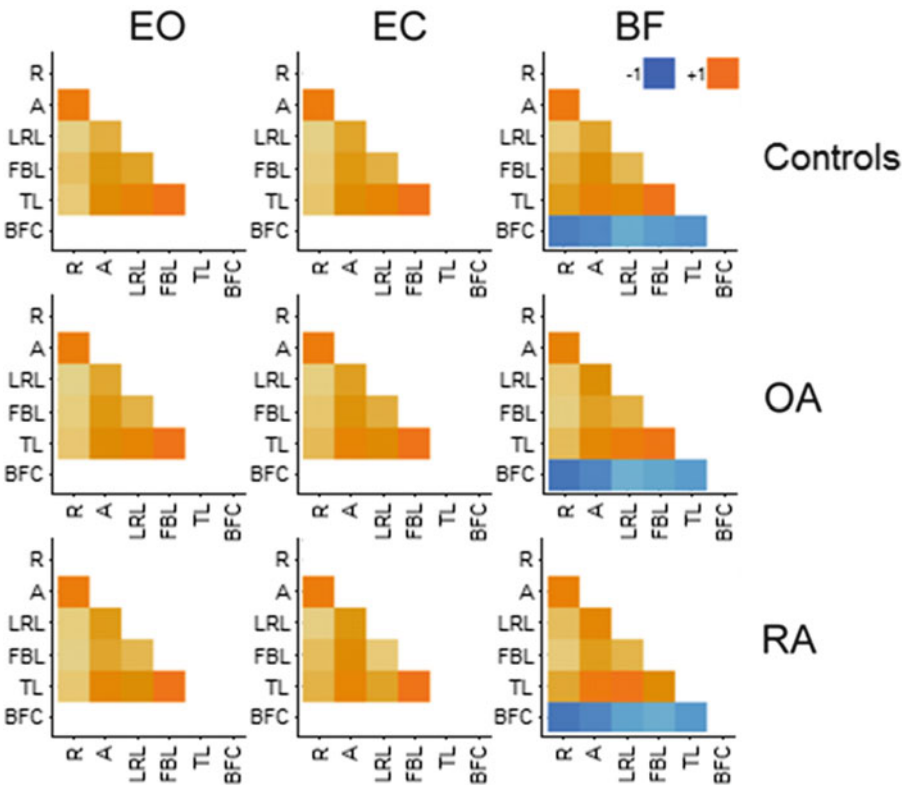 EO EC BF
R R R -1 +1
A A A
LRL LRL LRL
FBL FBL FBL Controls
TL TL TL
BFC BFC BFC
R A LRL FBL TL BFC R A LRL FBL TL BFC R A LRL FBL TL BFC
R R R
A A A
LRL LRL LRL
FBL FBL FBL OA
TL TL TL
BFC BFC BFC
R A LRL FBL TL BFC R A LRL FBL TL BFC R A LRL FBL TL BFC
R R R
A A A
LRL LRL LRL
FBL FBL FBL RA
TL TL TL
BFC BFC BFC
R A LRL FBL TL BFC R A LRL FBL TL BFC R A LRL FBL TL BFC